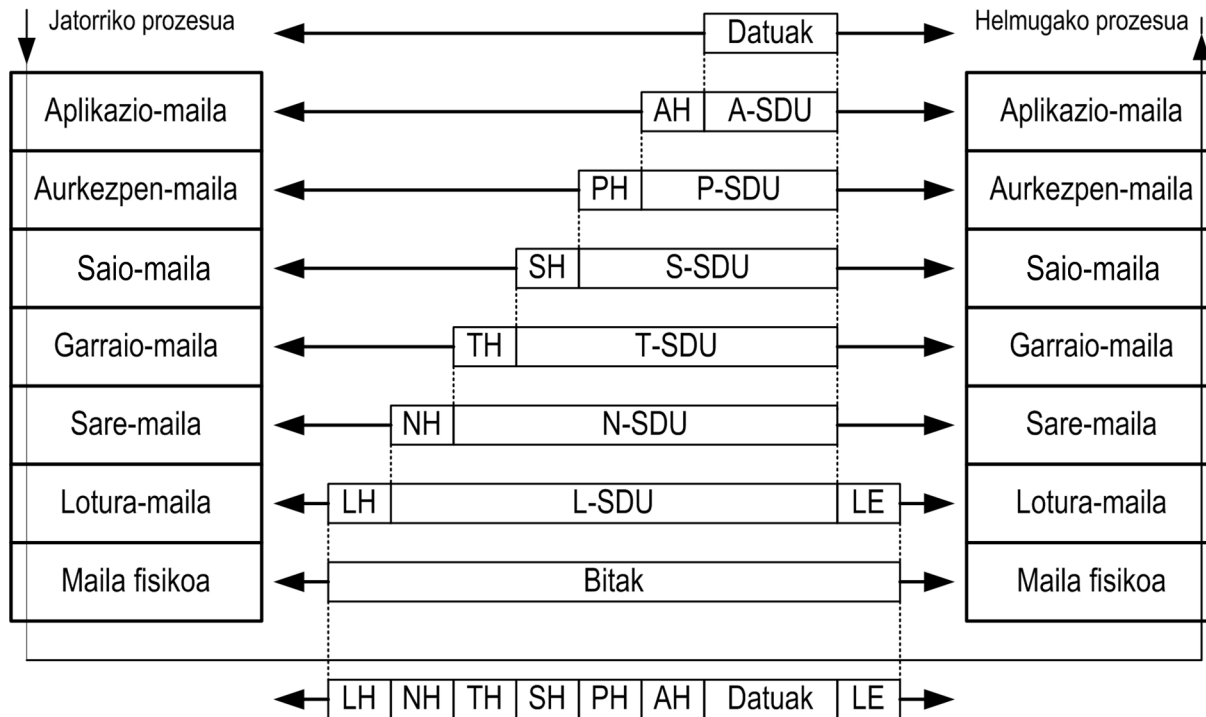 Jatorriko prozesua Datuak Helmugako prozesua
Aplikazio-maila AH A-SDU Aplikazio-maila
Aurkezpen-maila PH P-SDU Aurkezpen-maila
Saio-maila SH S-SDU Saio-maila
Garraio-maila TH T-SDU Garraio-maila
Sare-maila NH N-SDU Sare-maila
Lotura-maila LH L-SDU LE Lotura-maila
Maila fisikoa Bitak Maila fisikoa
LH NH TH SH PH AH Datuak LE